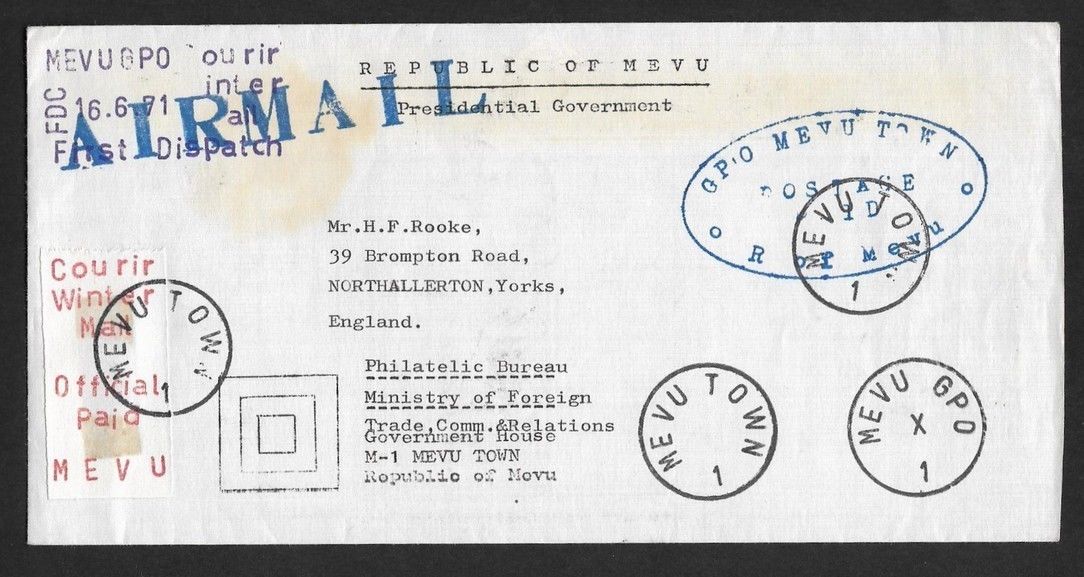 MEVU GPO Courir
inter
FDC 16.6.71 ail
First Dispatch
AIRMAIL
REPUBLIC OF MEVU
Presidential Government
GPO MEVU TOWN
POSTAGE
R of Mevu
MEVU TOWN
1
Mr.H.F.Rooke,
39 Brompton Road,
NORTHALLERTON,Yorks,
England.
Courir
Winter
Mail
Official
Paid
MEVU
MEVU TOWN
1
Philatelic Bureau
Ministry of Foreign
Trade,Comm.&Relations
Government House
M-1 MEVU TOWN
Republic of Mevu
MEVU TOWN
1
MEVU GPO
X
1